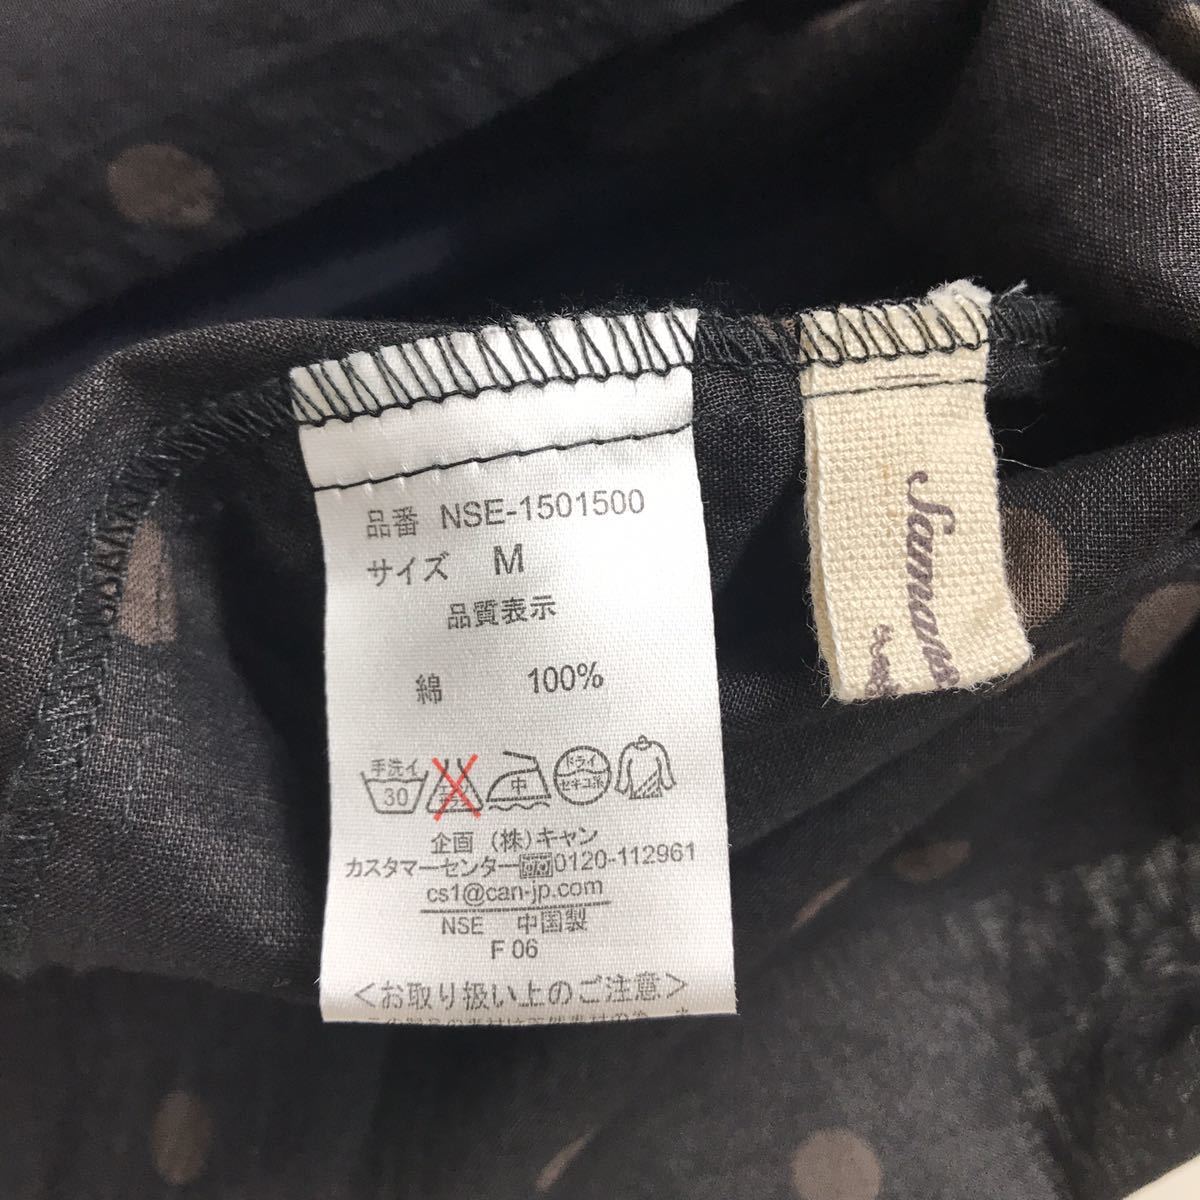 品番 NSE-1501500
サイズ M
品質表示
綿 100%
手洗イ
30
中
ドライ
セキユ系
企画 (株)キャン
カスタマーセンター 0120-112961
cs1@can-jp.com
NSE 中国製
F 06
<お取り扱い上のご注意>